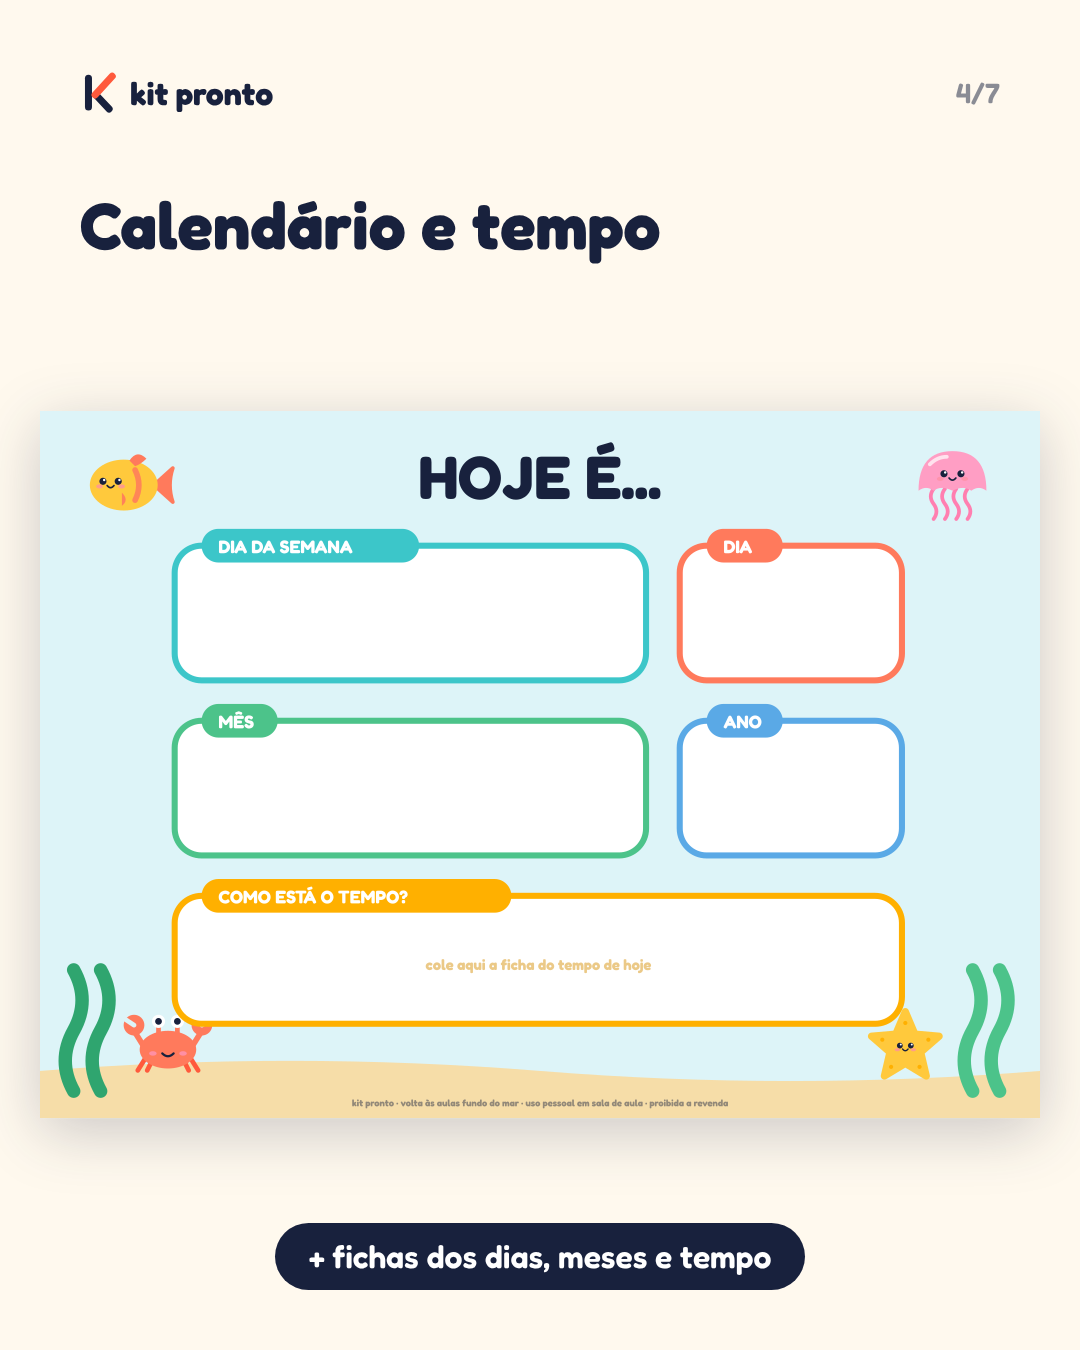 kit pronto
4/7
Calendário e tempo
HOJE É...
DIA DA SEMANA
DIA
MÊS
ANO
COMO ESTÁ O TEMPO?
cole aqui a ficha do tempo de hoje
kit pronto · volta às aulas fundo do mar · uso pessoal em sala de aula · proibida a revenda
+ fichas dos dias, meses e tempo